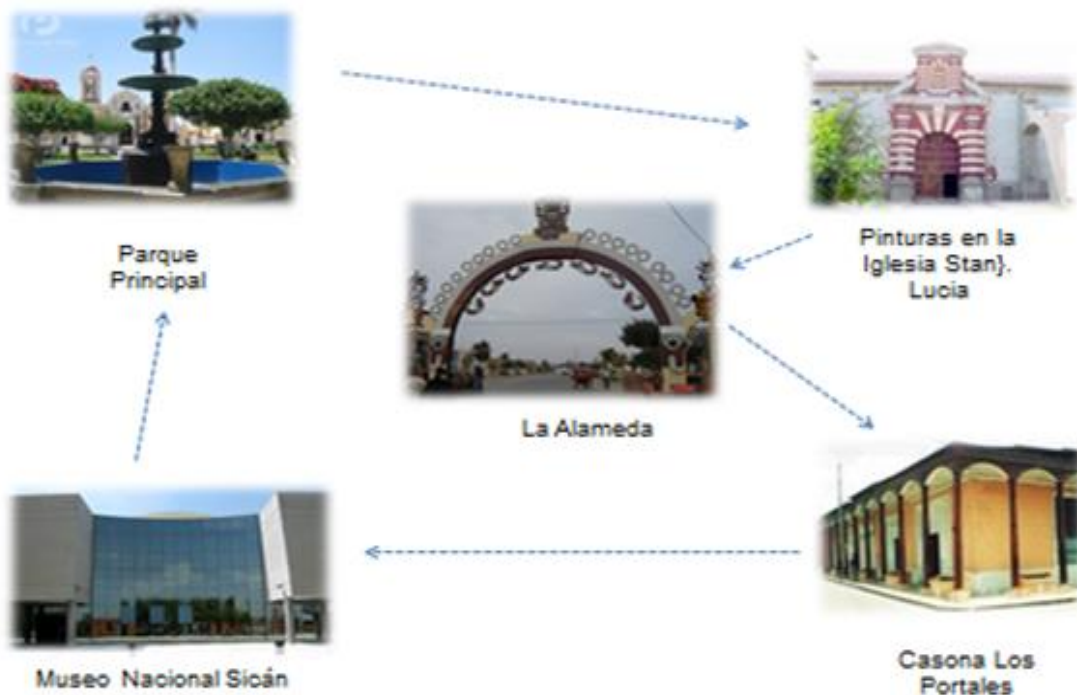 Parque
Principal
Pinturas en la
Iglesia Stan}.
Lucia
La Alameda
Museo Nacional Sicán
Casona Los
Portales